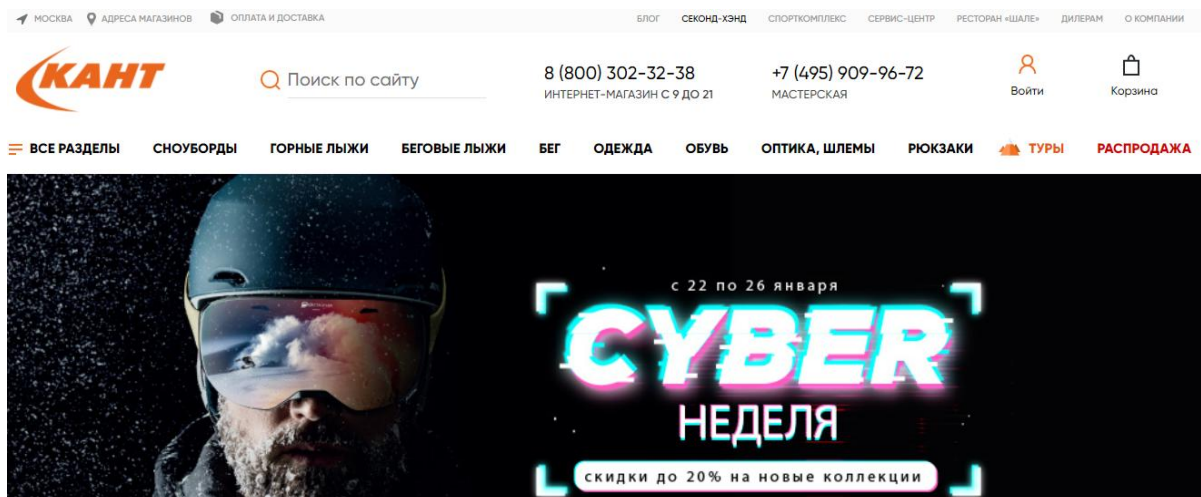 МОСКВА АДРЕСА МАГАЗИНОВ ОПЛАТА И ДОСТАВКА БЛОГ СЕКОНД-ХЭНД СПОРТКОМПЛЕКС СЕРВИС-ЦЕНТР РЕСТОРАН «ШАЛЕ» ДИЛЕРАМ О КОМПАНИИ
КАНТ
Поиск по сайту
8 (800) 302-32-38
ИНТЕРНЕТ-МАГАЗИН С 9 ДО 21
+7 (495) 909-96-72
МАСТЕРСКАЯ
Войти
Корзина
ВСЕ РАЗДЕЛЫ СНОУБОРДЫ ГОРНЫЕ ЛЫЖИ БЕГОВЫЕ ЛЫЖИ БЕГ ОДЕЖДА ОБУВЬ ОПТИКА, ШЛЕМЫ РЮКЗАКИ ТУРЫ РАСПРОДАЖА
с 22 по 26 января
CYBER
НЕДЕЛЯ
скидки до 20% на новые коллекции